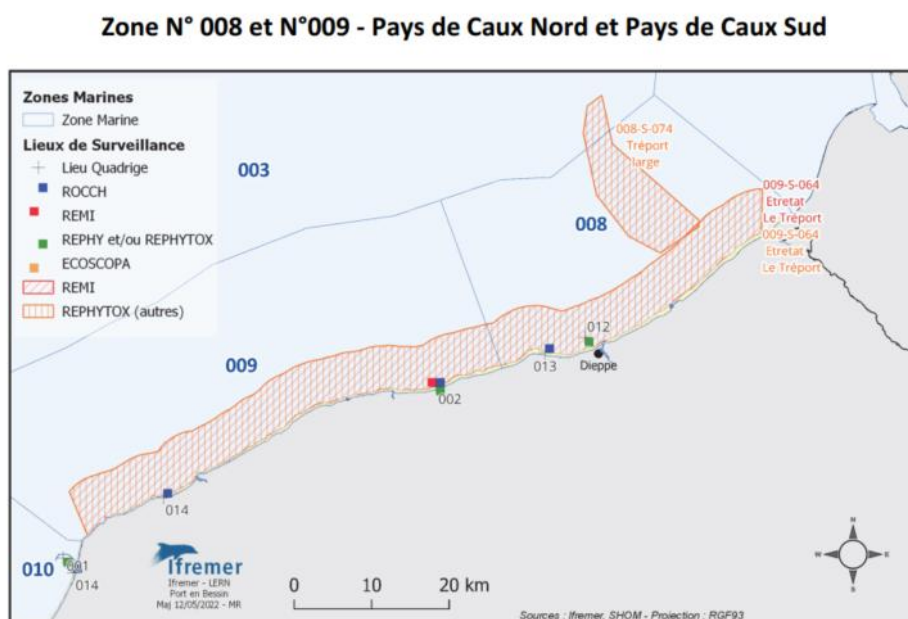 Zone N° 008 et N°009 - Pays de Caux Nord et Pays de Caux Sud
Zones Marines
Zone Marine
Lieux de Surveillance
Lieu Quadrige
ROCCH
REMI
REPHY et/ou REPHYTOX
ECOSCOPA
REMI
REPHYTOX (autres)
003
008-S-074
Tréport
large
008
009-S-064
Etretat
Le Tréport
009-S-064
Etretat
Le Tréport
012
013
Dieppe
009
002
014
010
001
014
Ifremer
Ifremer - LERN
Port en Bessin
Maj 12/05/2022 - MR
0 10 20 km
N
W
E
S
Sources : Ifremer, SHOM - Projection : RGF93